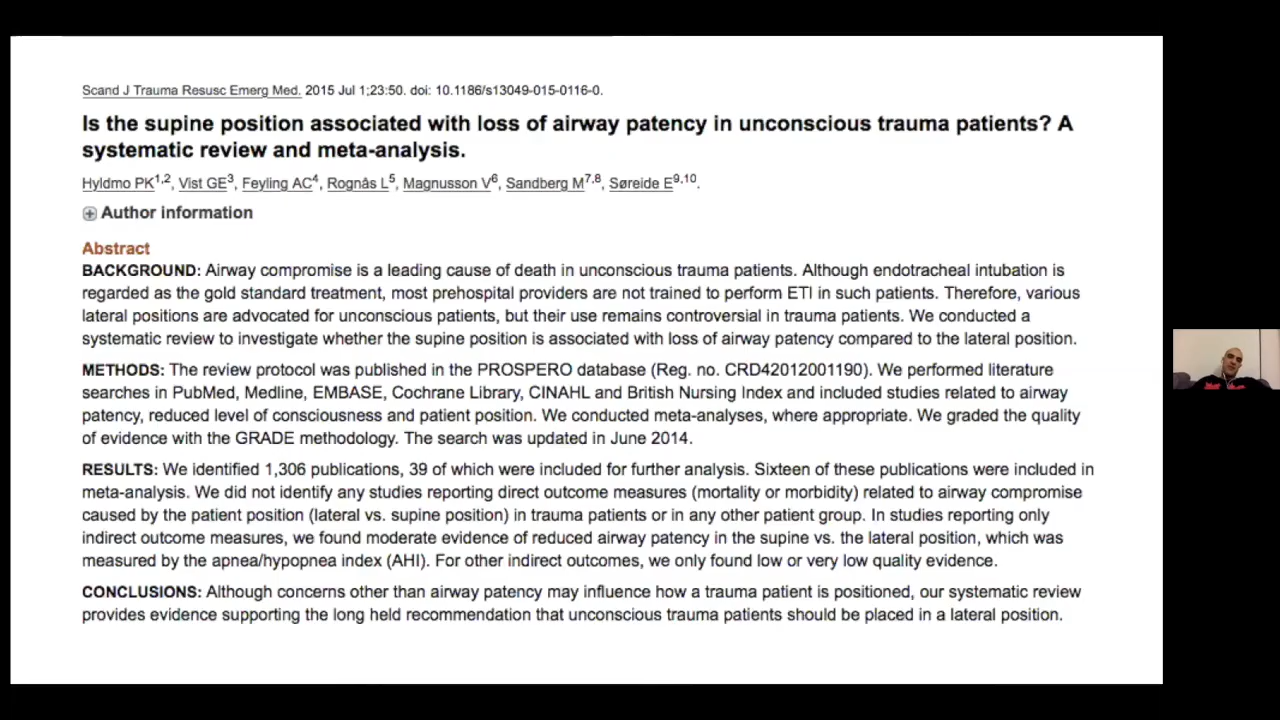 Scand J Trauma Resusc Emerg Med. 2015 Jul 1;23:50. doi: 10.1186/s13049-015-0116-0.
Is the supine position associated with loss of airway patency in unconscious trauma patients? A
systematic review and meta-analysis.
Hyldmo PK1,2, Vist GE3, Feyling AC4, Rognås L5, Magnusson V6, Sandberg M7,8, Søreide E9,10.
Author information
Abstract
BACKGROUND: Airway compromise is a leading cause of death in unconscious trauma patients. Although endotracheal intubation is
regarded as the gold standard treatment, most prehospital providers are not trained to perform ETI in such patients. Therefore, various
lateral positions are advocated for unconscious patients, but their use remains controversial in trauma patients. We conducted a
systematic review to investigate whether the supine position is associated with loss of airway patency compared to the lateral position.
METHODS: The review protocol was published in the PROSPERO database (Reg. no. CRD42012001190). We performed literature
searches in PubMed, Medline, EMBASE, Cochrane Library, CINAHL and British Nursing Index and included studies related to airway
patency, reduced level of consciousness and patient position. We conducted meta-analyses, where appropriate. We graded the quality
of evidence with the GRADE methodology. The search was updated in June 2014.
RESULTS: We identified 1,306 publications, 39 of which were included for further analysis. Sixteen of these publications were included in
meta-analysis. We did not identify any studies reporting direct outcome measures (mortality or morbidity) related to airway compromise
caused by the patient position (lateral vs. supine position) in trauma patients or in any other patient group. In studies reporting only
indirect outcome measures, we found moderate evidence of reduced airway patency in the supine vs. the lateral position, which was
measured by the apnea/hypopnea index (AHI). For other indirect outcomes, we only found low or very low quality evidence.
CONCLUSIONS: Although concerns other than airway patency may influence how a trauma patient is positioned, our systematic review
provides evidence supporting the long held recommendation that unconscious trauma patients should be placed in a lateral position.